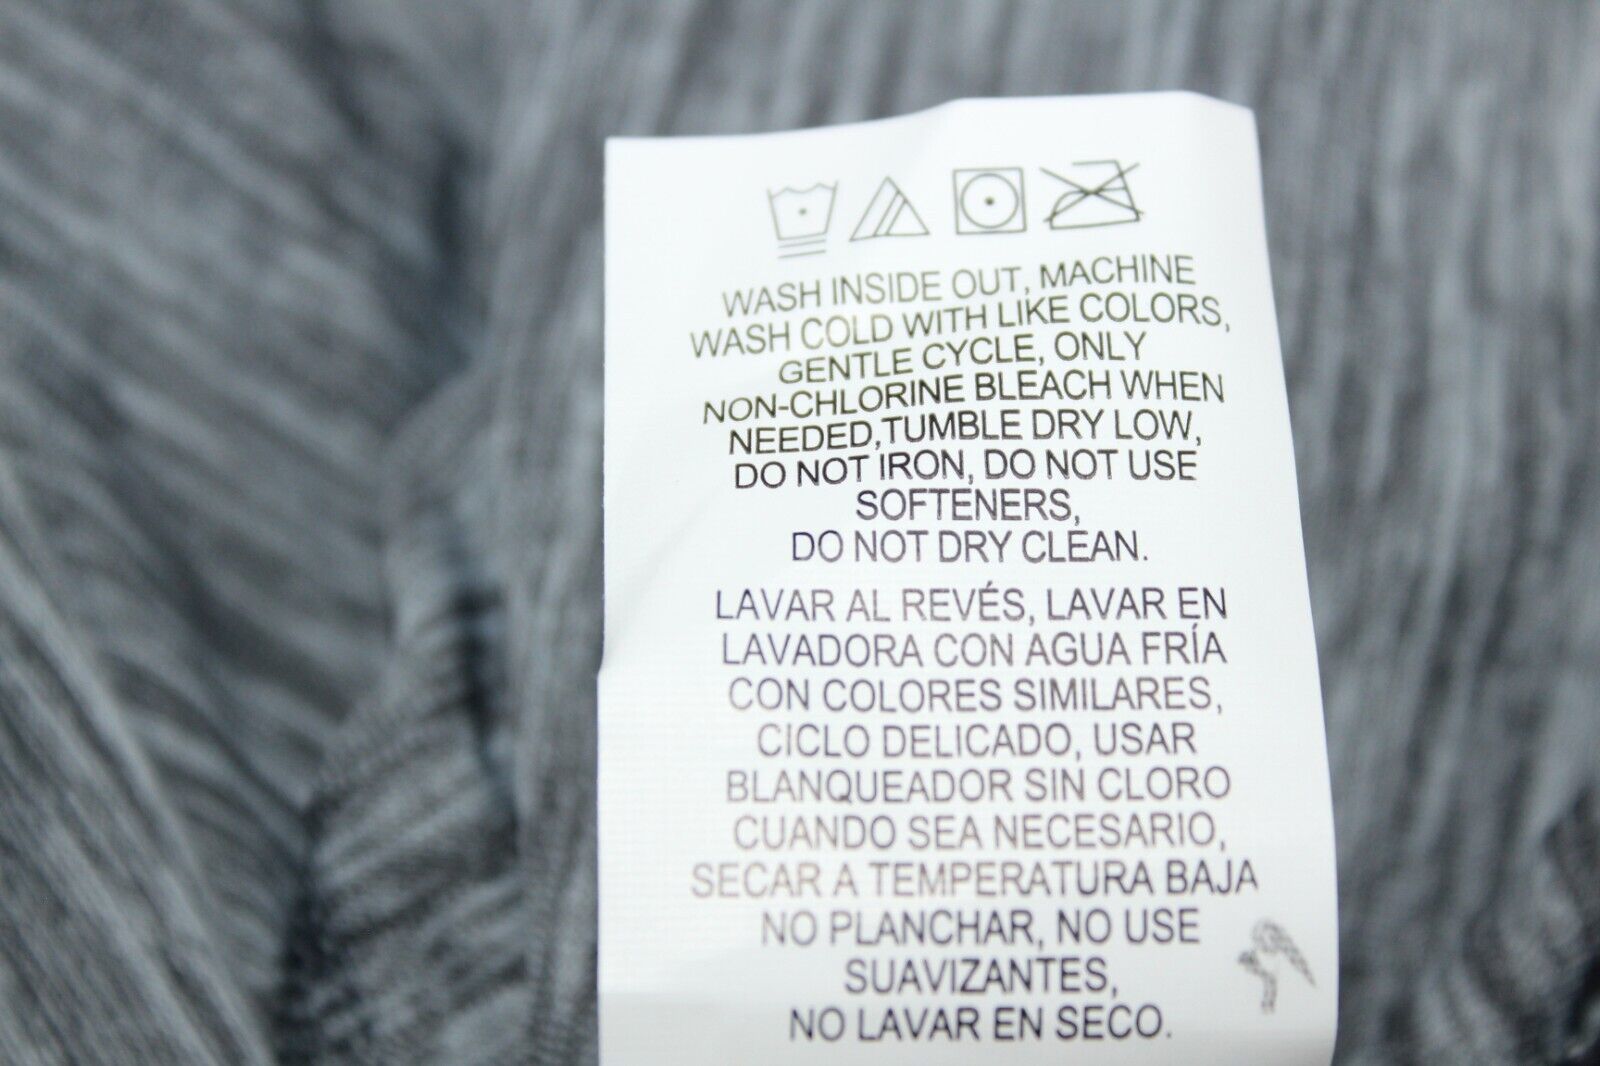 WASH INSIDE OUT, MACHINE
WASH COLD WITH LIKE COLORS,
GENTLE CYCLE, ONLY
NON-CHLORINE BLEACH WHEN
NEEDED,TUMBLE DRY LOW,
DO NOT IRON, DO NOT USE
SOFTENERS,
DO NOT DRY CLEAN.
LAVAR AL REVÉS, LAVAR EN
LAVADORA CON AGUA FRÍA
CON COLORES SIMILARES,
CICLO DELICADO, USAR
BLANQUEADOR SIN CLORO
CUANDO SEA NECESARIO,
SECAR A TEMPERATURA BAJA
NO PLANCHAR, NO USE
SUAVIZANTES,
NO LAVAR EN SECO.